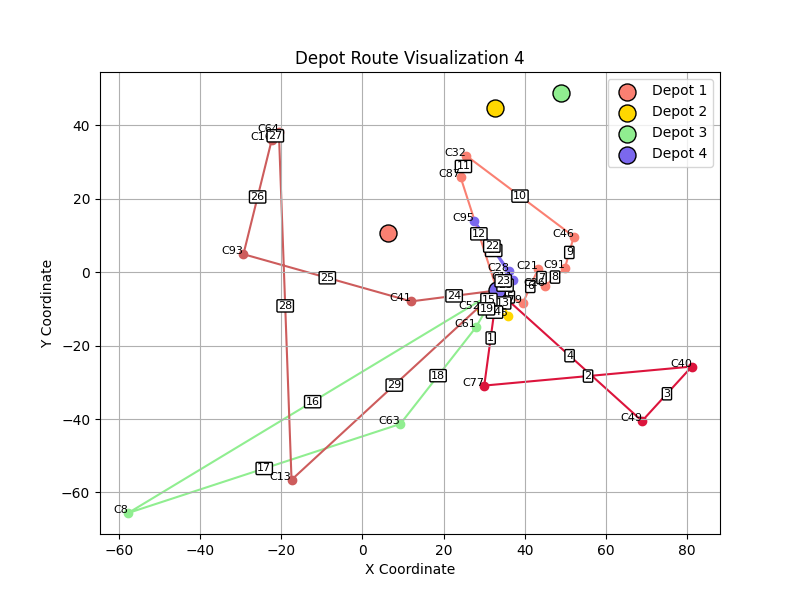 Depot Route Visualization 4
Depot 1
Depot 2
Depot 3
Depot 4
Y Coordinate
40
20
0
−20
−40
−60
−60
−40
−20
0
20
40
60
80
X Coordinate
C64
27
26
C93
25
28
C41
24
C32
11
C87
10
C95
12
22
C46
9
C21
C91
7
8
6
C28
23
15
C52
19
13
C61
1
18
C77
4
2
C40
3
C49
29
16
C63
17
C13
C8